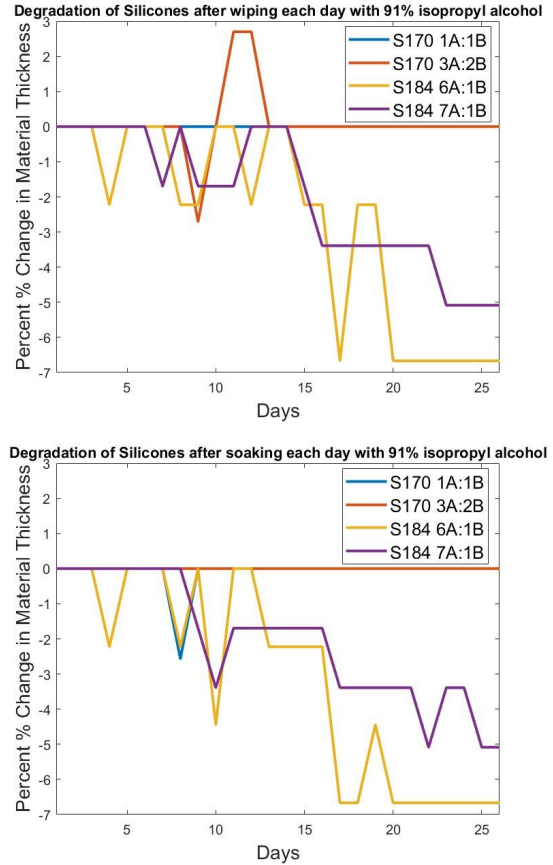 Degradation of Silicones after wiping each day with 91% isopropyl alcohol
3
2
1
0
-1
-2
-3
-4
-5
-6
-7
Percent % Change in Material Thickness
S170 1A:1B
S170 3A:2B
S184 6A:1B
S184 7A:1B
5 10 15 20 25
Days
Degradation of Silicones after soaking each day with 91% isopropyl alcohol
3
2
1
0
-1
-2
-3
-4
-5
-6
-7
Percent % Change in Material Thickness
S170 1A:1B
S170 3A:2B
S184 6A:1B
S184 7A:1B
5 10 15 20 25
Days